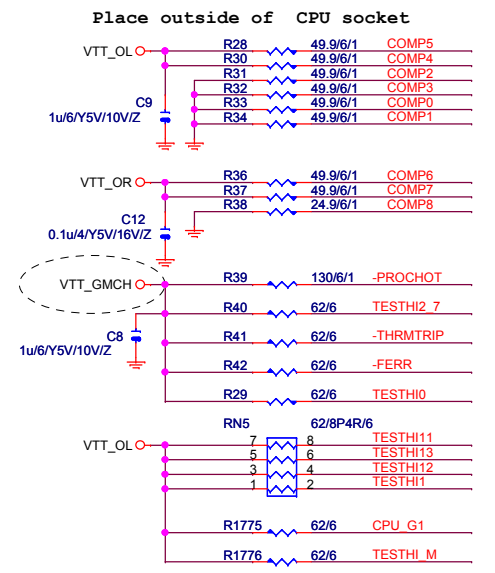 Place outside of CPU socket
VTT_OL R28 49.9/6/1 COMP5
R30 49.9/6/1 COMP4
R31 49.9/6/1 COMP2
R32 49.9/6/1 COMP3
C9 R33 49.9/6/1 COMP0
1u/6/Y5V/10V/Z R34 49.9/6/1 COMP1
VTT_OR R36 49.9/6/1 COMP6
R37 49.9/6/1 COMP7
R38 24.9/6/1 COMP8
C12
0.1u/4/Y5V/16V/Z
VTT_GMCH R39 130/6/1 -PROCHOT
R40 62/6 TESTHI2_7
C8 R41 62/6 -THRMTRIP
1u/6/Y5V/10V/Z
R42 62/6 -FERR
R29 62/6 TESTHI0
RN5 62/8P4R/6
VTT_OL 7 8 TESTHI11
5 6 TESTHI13
3 4 TESTHI12
1 2 TESTHI1
R1775 62/6 CPU_G1
R1776 62/6 TESTHI_M